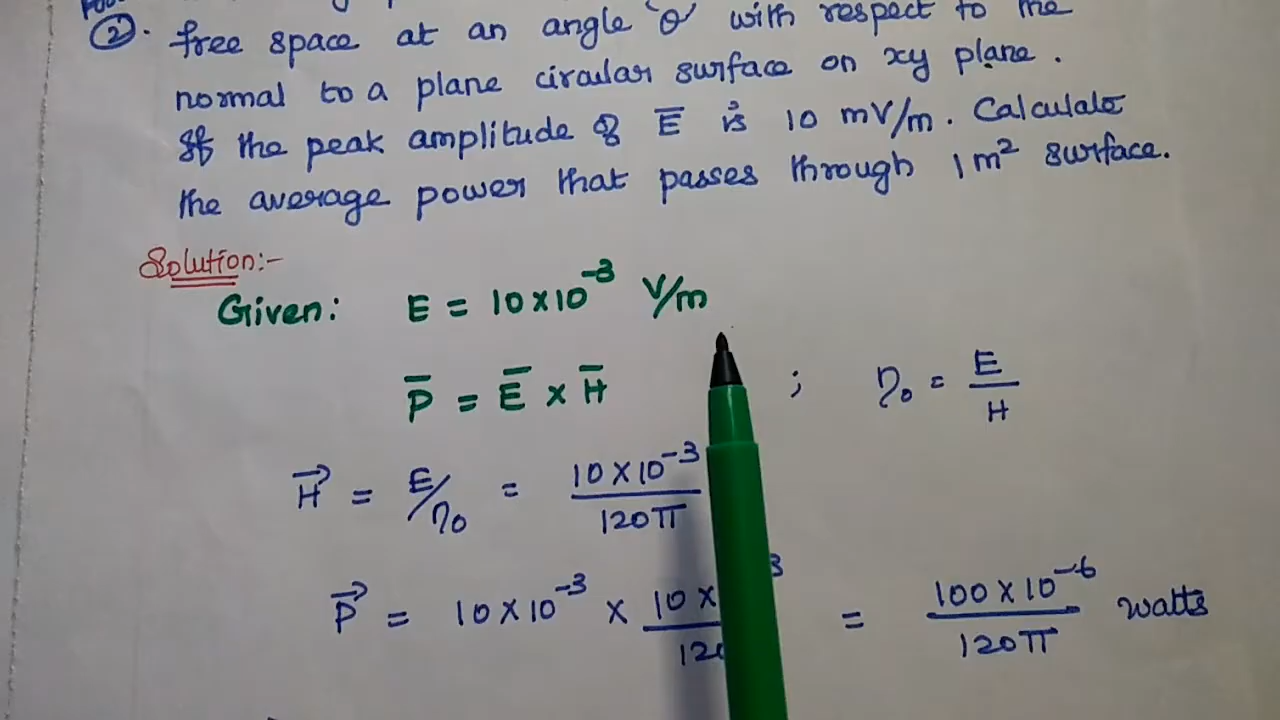 ②. free space at an angle 'θ' with respect to the
normal to a plane circular surface on xy plane.
If the peak amplitude of E̅ is 10 mV/m. Calculate
the average power that passes through 1m² surface.
Solution:-
Given: E = 10×10⁻³ V/m
P̅ = E̅ × H̅ ; η₀ = E/H
H⃗ = E/η₀ = 10×10⁻³/120π
P⃗ = 10×10⁻³ × 10× = 100×10⁻⁶/120π watts